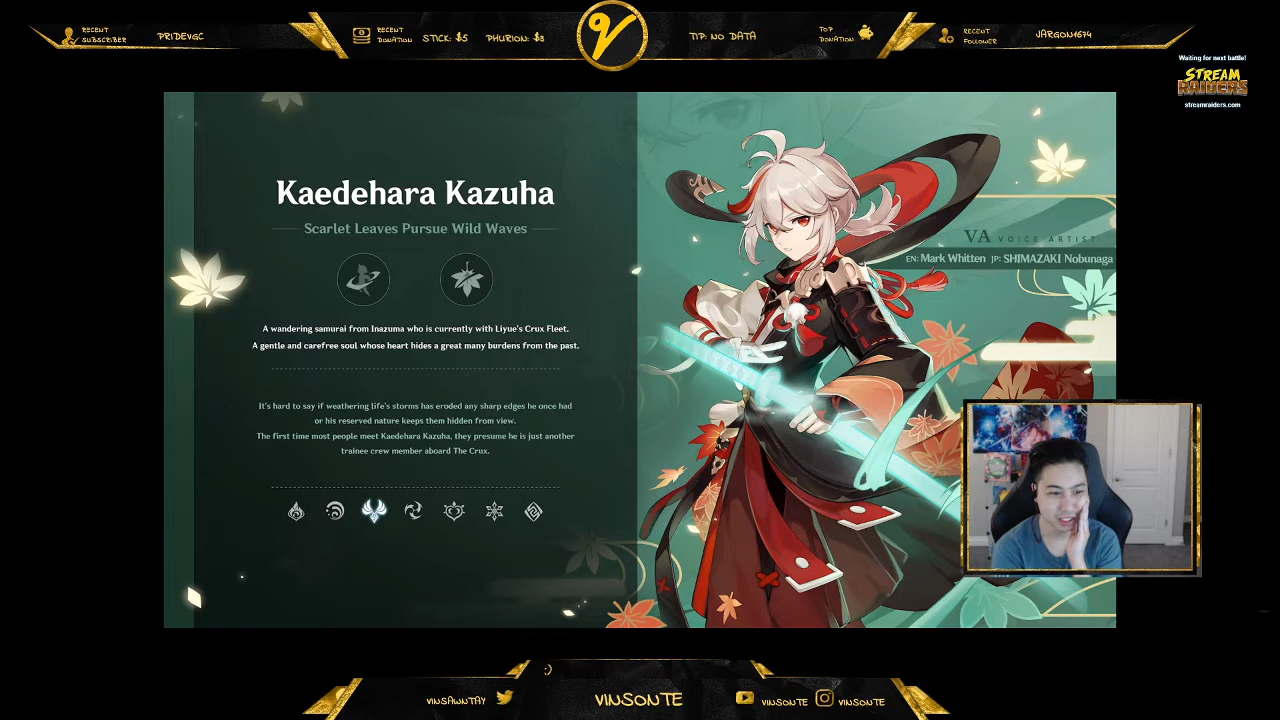 RECENT
SUBSCRIBER
PRIDEVGC
RECENT
DONATION
STICK: $5
PHURION: $3
TIP: NO DATA
TOP
DONATION
RECENT
FOLLOWER
JARGON1674
Waiting for next battle!
STREAM
RAIDERS
streamraiders.com
Kaedehara Kazuha
Scarlet Leaves Pursue Wild Waves
A wandering samurai from Inazuma who is currently with Liyue's Crux Fleet.
A gentle and carefree soul whose heart hides a great many burdens from the past.
It's hard to say if weathering life's storms has eroded any sharp edges he once had
or his reserved nature keeps them hidden from view.
The first time most people meet Kaedehara Kazuha, they presume he is just another
trainee crew member aboard The Crux.
VA VOICE ARTIST
EN: Mark Whitten JP: SHIMAZAKI Nobunaga
:)
VINSAWNTAY
VINSONTE
VINSONTE
VINSONTE